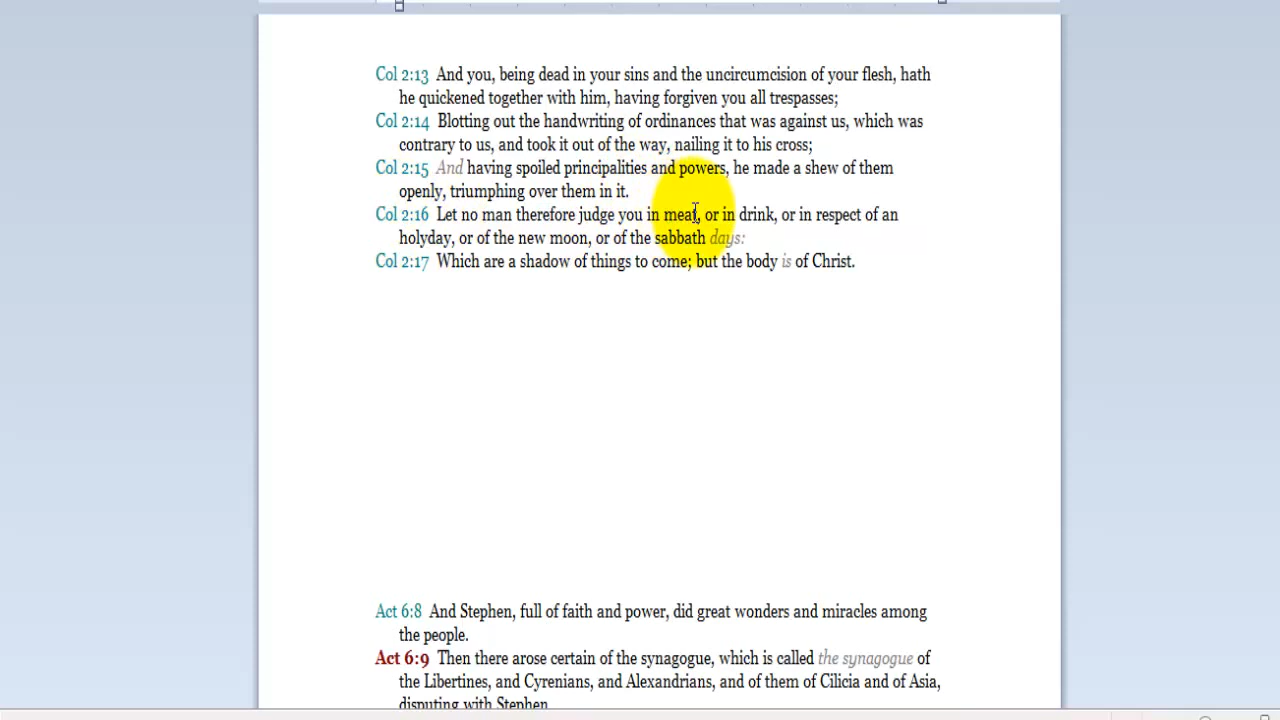 Col 2:13 And you, being dead in your sins and the uncircumcision of your flesh, hath
he quickened together with him, having forgiven you all trespasses;
Col 2:14 Blotting out the handwriting of ordinances that was against us, which was
contrary to us, and took it out of the way, nailing it to his cross;
Col 2:15 And having spoiled principalities and powers, he made a shew of them
openly, triumphing over them in it.
Col 2:16 Let no man therefore judge you in meat, or in drink, or in respect of an
holyday, or of the new moon, or of the sabbath days:
Col 2:17 Which are a shadow of things to come; but the body is of Christ.
Act 6:8 And Stephen, full of faith and power, did great wonders and miracles among
the people.
Act 6:9 Then there arose certain of the synagogue, which is called the synagogue of
the Libertines, and Cyrenians, and Alexandrians, and of them of Cilicia and of Asia,
disputing with Stephen